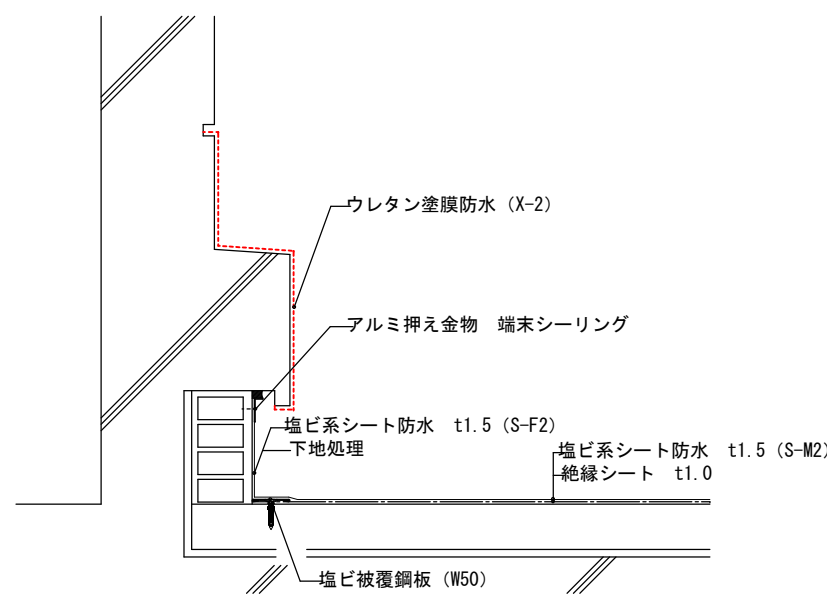 ウレタン塗膜防水（X-2）
アルミ押え金物　端末シーリング
塩ビ系シート防水　t1.5（S-F2）
下地処理
塩ビ系シート防水　t1.5（S-M2）
絶縁シート　t1.0
塩ビ被覆鋼板（W50）